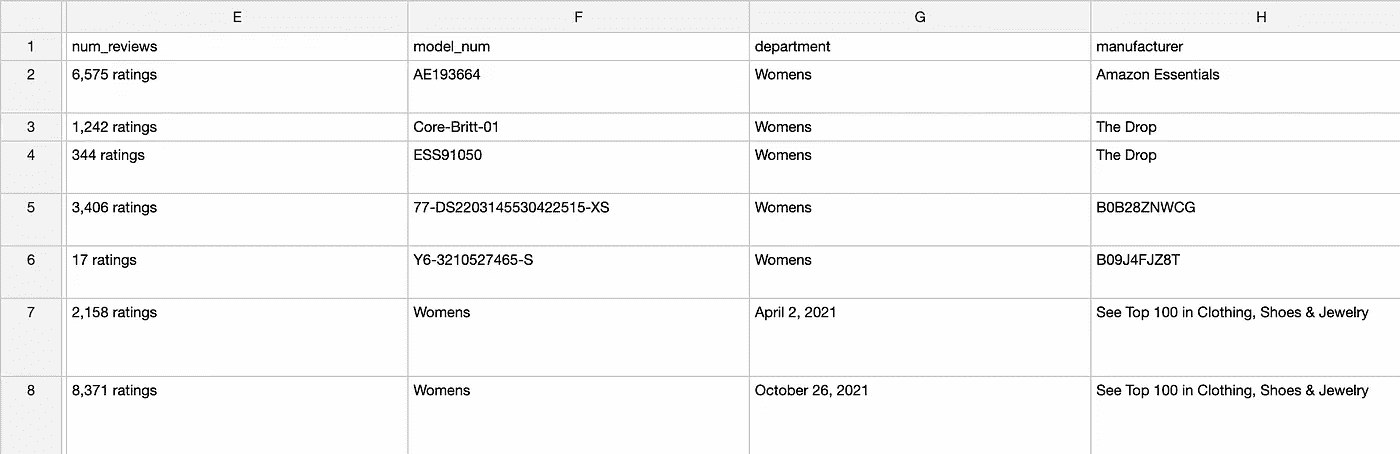 E F G H
1 num_reviews model_num department manufacturer
2 6,575 ratings AE193664 Womens Amazon Essentials
3 1,242 ratings Core-Britt-01 Womens The Drop
4 344 ratings ESS91050 Womens The Drop
5 3,406 ratings 77-DS2203145530422515-XS Womens B0B28ZNWCG
6 17 ratings Y6-3210527465-S Womens B09J4FJZ8T
7 2,158 ratings Womens April 2, 2021 See Top 100 in Clothing, Shoes & Jewelry
8 8,371 ratings Womens October 26, 2021 See Top 100 in Clothing, Shoes & Jewelry